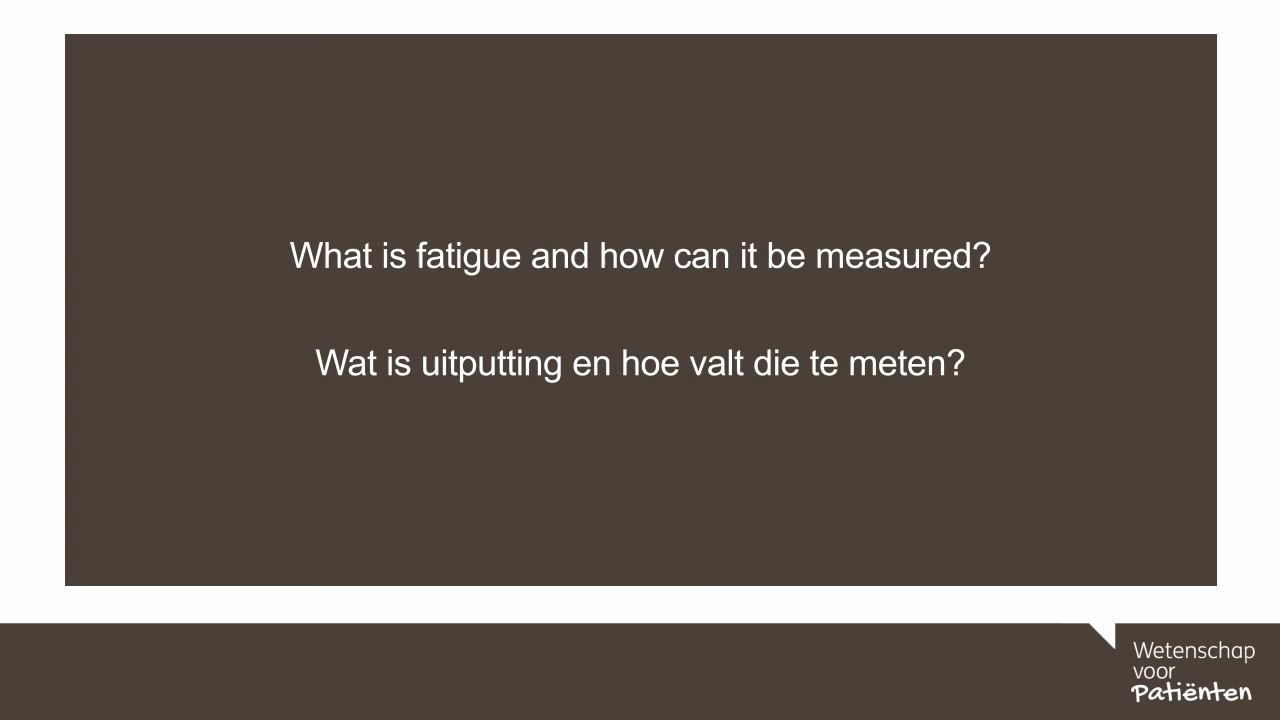 What is fatigue and how can it be measured?
Wat is uitputting en hoe valt die te meten?
Wetenschap
voor
Patiënten